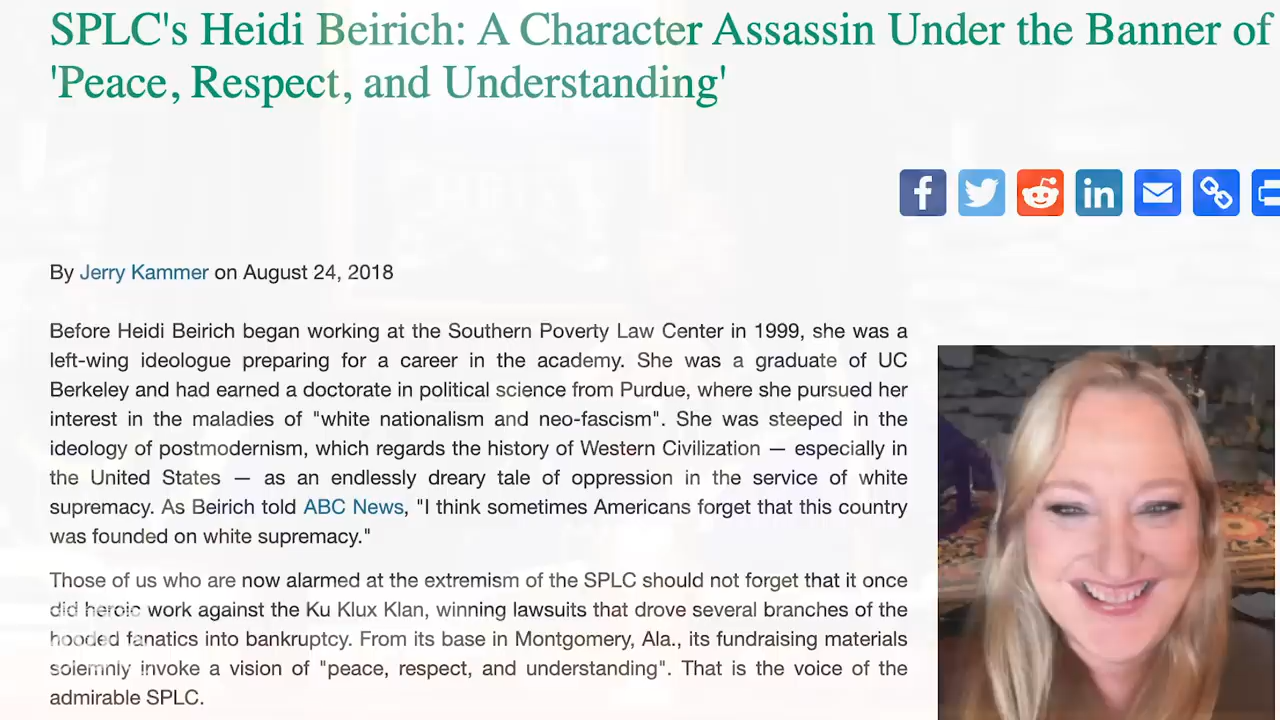 SPLC's Heidi Beirich: A Character Assassin Under the Banner of
'Peace, Respect, and Understanding'
By Jerry Kammer on August 24, 2018
Before Heidi Beirich began working at the Southern Poverty Law Center in 1999, she was a
left-wing ideologue preparing for a career in the academy. She was a graduate of UC
Berkeley and had earned a doctorate in political science from Purdue, where she pursued her
interest in the maladies of "white nationalism and neo-fascism". She was steeped in the
ideology of postmodernism, which regards the history of Western Civilization — especially in
the United States — as an endlessly dreary tale of oppression in the service of white
supremacy. As Beirich told ABC News, "I think sometimes Americans forget that this country
was founded on white supremacy."
Those of us who are now alarmed at the extremism of the SPLC should not forget that it once
did heroic work against the Ku Klux Klan, winning lawsuits that drove several branches of the
hooded fanatics into bankruptcy. From its base in Montgomery, Ala., its fundraising materials
solemnly invoke a vision of "peace, respect, and understanding". That is the voice of the
admirable SPLC.